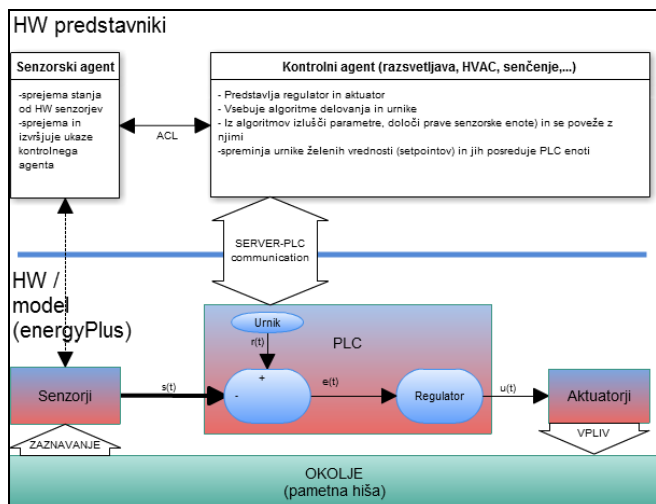 HW predstavniki
Senzorski agent
-sprejema stanja
od HW senzorjev
-sprejema in
izvršjuje ukaze
kontrolnega
agenta
ACL
Kontrolni agent (razsvetljava, HVAC, senčenje,...)
- Predstavlja regulator in aktuator
- Vsebuje algoritme delovanja in urnike
- Iz algoritmov izlušči parametre, določi prave senzorske enote) in se poveže z
njimi
-spreminja urnike želenih vrednosti (setpointov) in jih posreduje PLC enoti
SERVER-PLC
communication
HW /
model
(energyPlus)
Urnik
PLC
r(t)
+
-
Senzorji
s(t)
e(t)
Regulator
u(t)
Aktuatorji
ZAZNAVANJE
VPLIV
OKOLJE
(pametna hiša)